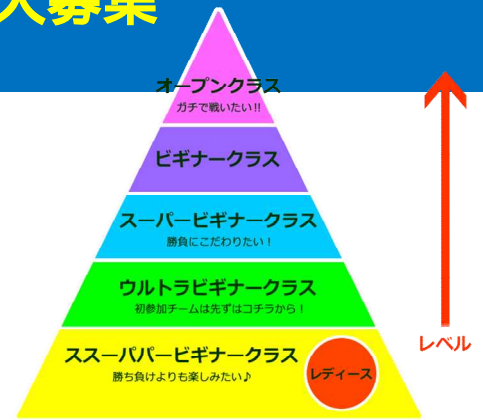 人募集
オープンクラス
ガチで戦いたい!!
ビギナークラス
スーパービギナークラス
勝負にこだわりたい！
ウルトラビギナークラス
初参加チームは先ずはコチラから！
ススーパパービギナークラス
勝ち負けよりも楽しみたい♪
レディース
レベル